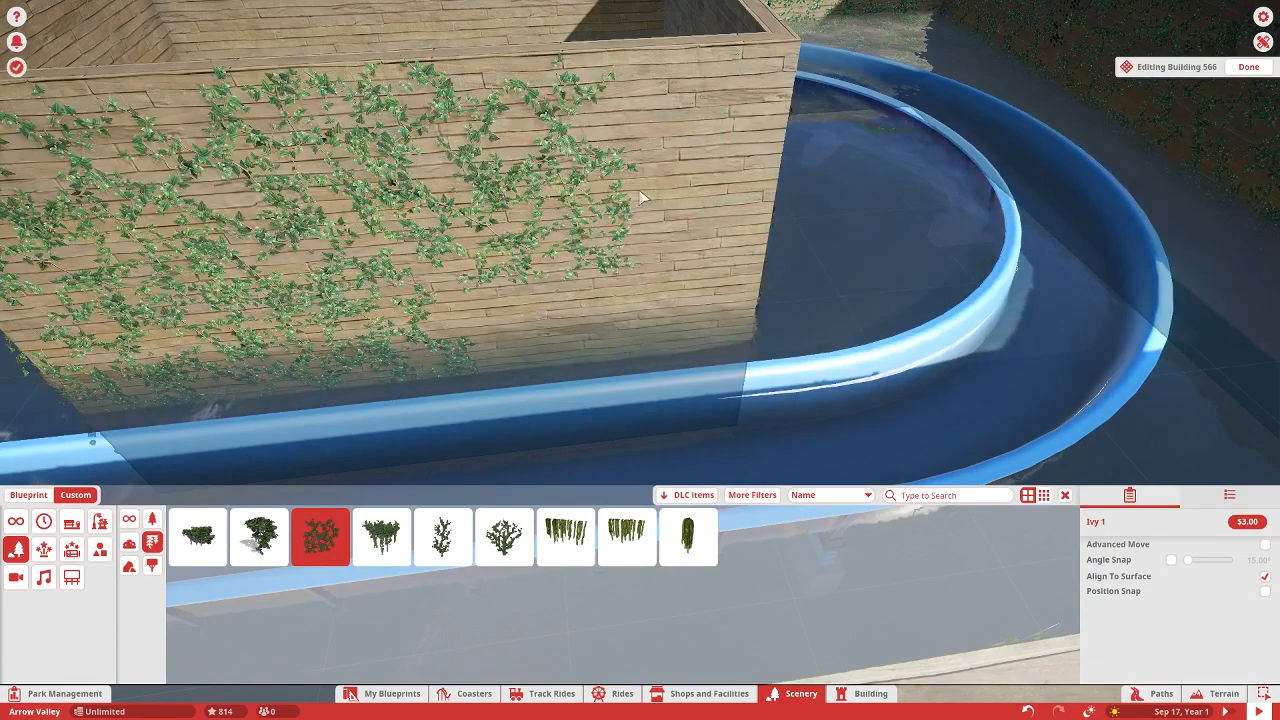 ?
Editing Building 566 Done
Blueprint Custom
DLC items More Filters Name Type to Search
Ivy 1 $3.00
Advanced Move
Angle Snap 15.00°
Align To Surface
Position Snap
Park Management My Blueprints Coasters Track Rides Rides Shops and Facilities Scenery Building Paths Terrain
Arrow Valley Unlimited 814 0 Sep 17, Year 1